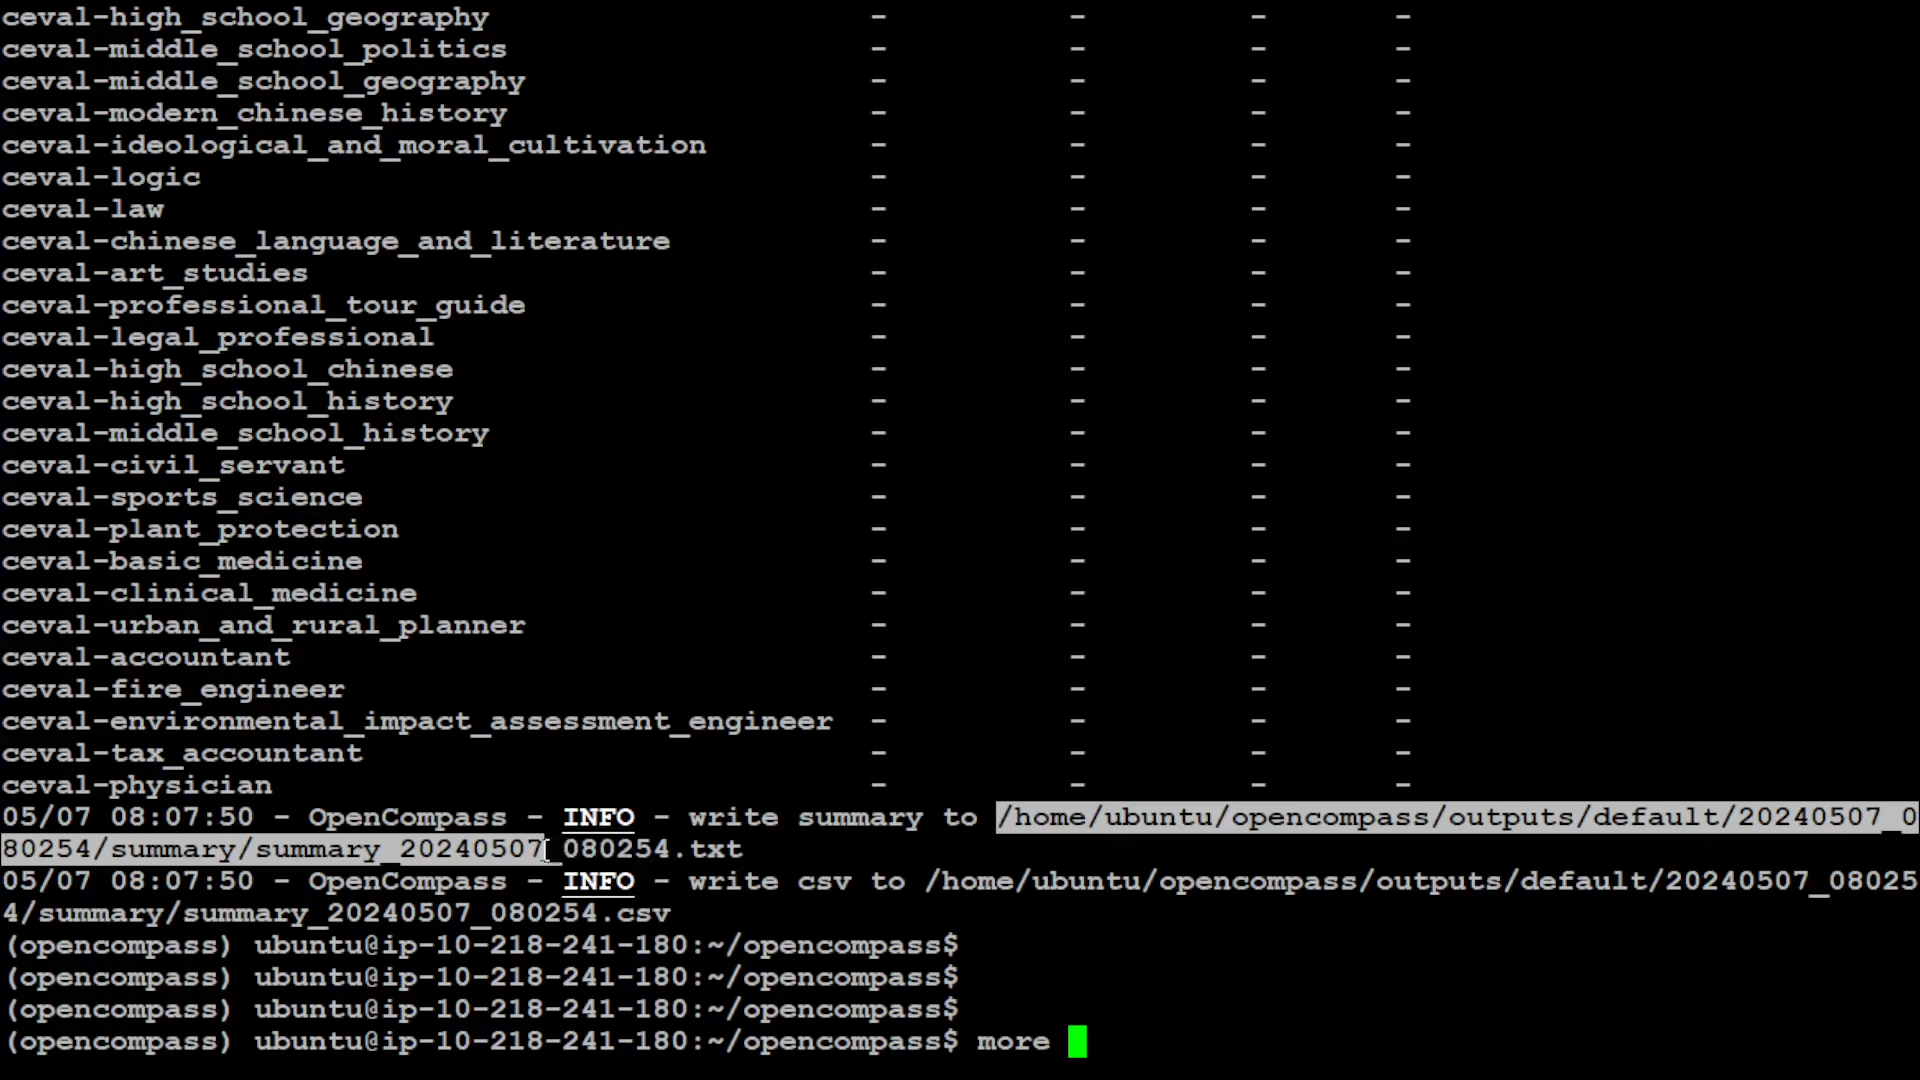 ceval-high_school_geography - - - -
ceval-middle_school_politics - - - -
ceval-middle_school_geography - - - -
ceval-modern_chinese_history - - - -
ceval-ideological_and_moral_cultivation - - - -
ceval-logic - - - -
ceval-law - - - -
ceval-chinese_language_and_literature - - - -
ceval-art_studies - - - -
ceval-professional_tour_guide - - - -
ceval-legal_professional - - - -
ceval-high_school_chinese - - - -
ceval-high_school_history - - - -
ceval-middle_school_history - - - -
ceval-civil_servant - - - -
ceval-sports_science - - - -
ceval-plant_protection - - - -
ceval-basic_medicine - - - -
ceval-clinical_medicine - - - -
ceval-urban_and_rural_planner - - - -
ceval-accountant - - - -
ceval-fire_engineer - - - -
ceval-environmental_impact_assessment_engineer - - - -
ceval-tax_accountant - - - -
ceval-physician - - - -
05/07 08:07:50 - OpenCompass - INFO - write summary to /home/ubuntu/opencompass/outputs/default/20240507_0
80254/summary/summary_20240507_080254.txt
05/07 08:07:50 - OpenCompass - INFO - write csv to /home/ubuntu/opencompass/outputs/default/20240507_08025
4/summary/summary_20240507_080254.csv
(opencompass) ubuntu@ip-10-218-241-180:~/opencompass$
(opencompass) ubuntu@ip-10-218-241-180:~/opencompass$
(opencompass) ubuntu@ip-10-218-241-180:~/opencompass$
(opencompass) ubuntu@ip-10-218-241-180:~/opencompass$ more